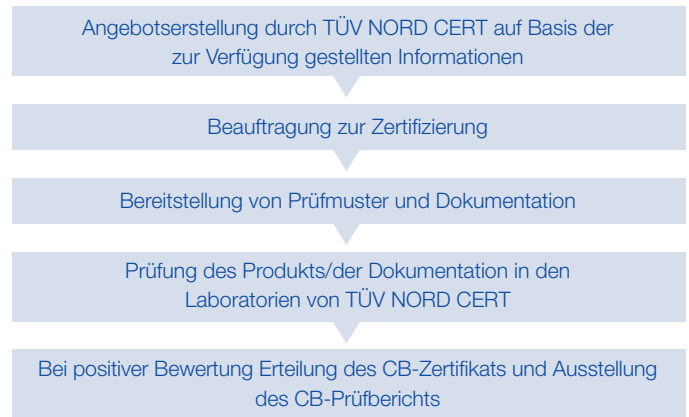 Angebotserstellung durch TÜV NORD CERT auf Basis der
zur Verfügung gestellten Informationen
Beauftragung zur Zertifizierung
Bereitstellung von Prüfmuster und Dokumentation
Prüfung des Produkts/der Dokumentation in den
Laboratorien von TÜV NORD CERT
Bei positiver Bewertung Erteilung des CB-Zertifikats und Ausstellung
des CB-Prüfberichts